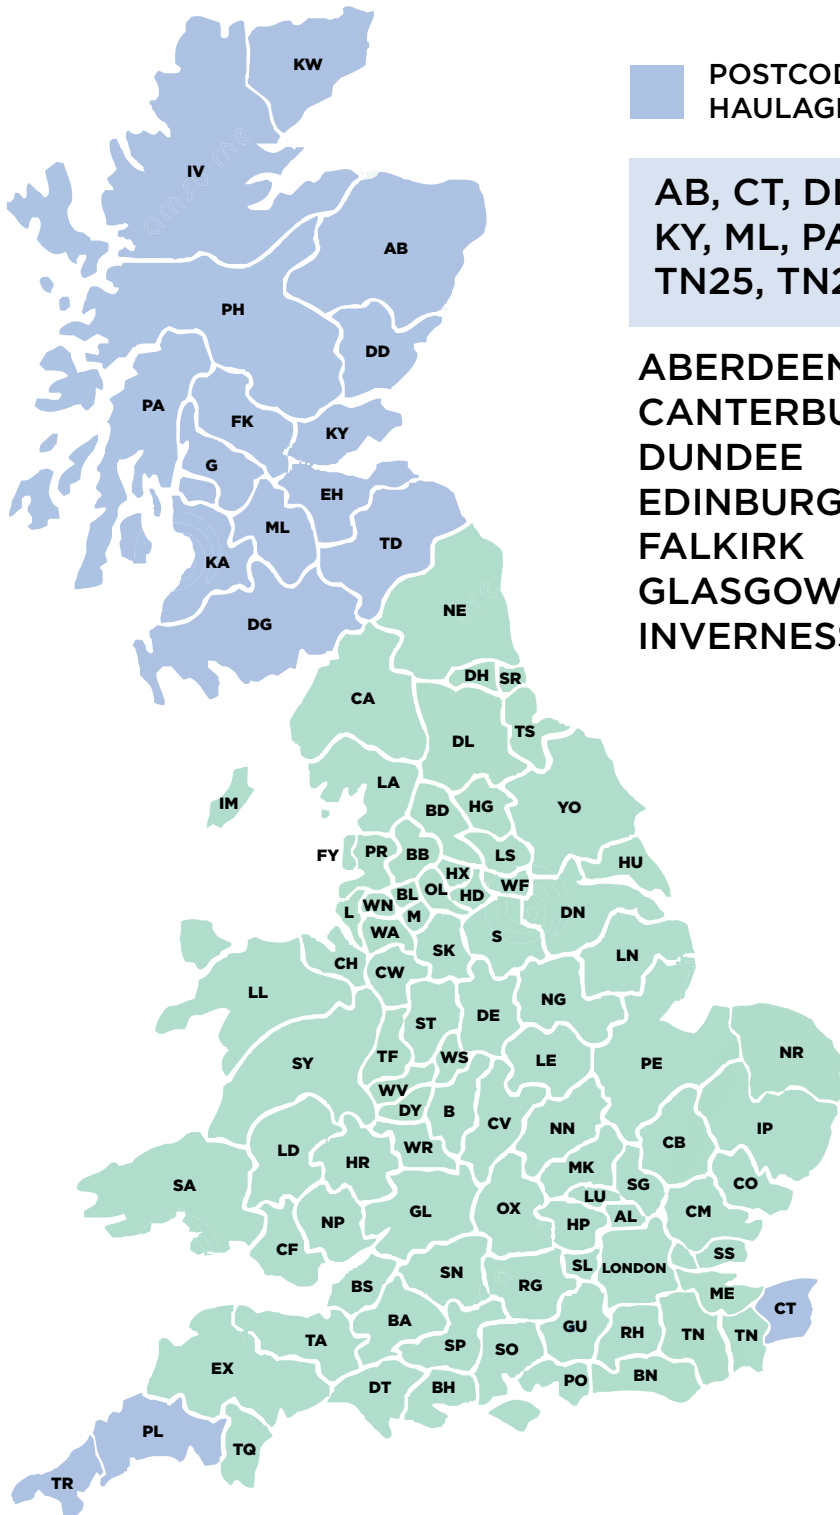 KW
POSTCOD
HAULAG
IV
AB, CT, D
KY, ML, PA
TN25, TN2
AB
PH
DD
ABERDEEN
CANTERBU
DUNDEE
EDINBURG
FALKIRK
GLASGOW
INVERNESS
PA
FK
KY
G
EH
ML
TD
KA
DG
NE
DH SR
CA
TS
DL
LA
IM
BD HG YO
FY PR BB LS HU
HX
WF
BL OL HD
L WN M DN
WA S
SK LN
CH CW
LL
NG
ST DE
NR
TF WS LE PE
SY
WV
DY B
CV NN IP
CB
LD WR
HR
MK
SA SG CO
LU
NP GL OX HP AL CM
CF
SS
SN SL LONDON
BS RG ME
CT
BA
TA GU RH TN TN
SP SO
EX
DT BH PO BN
PL
TQ
TR